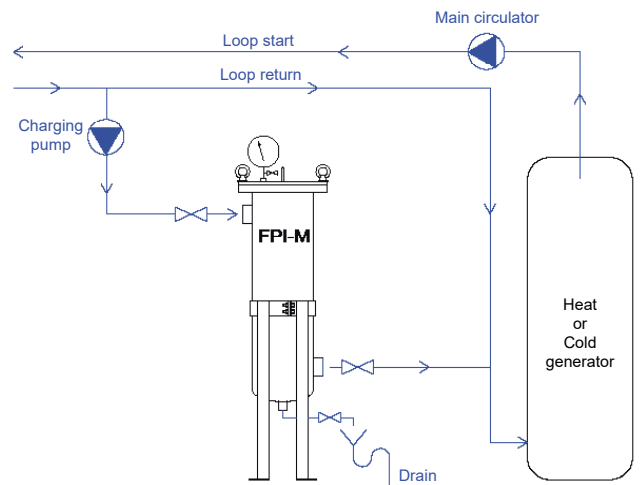 Main circulator
Loop start
Loop return
Charging
pump
FPI-M
Heat
or
Cold
generator
Drain